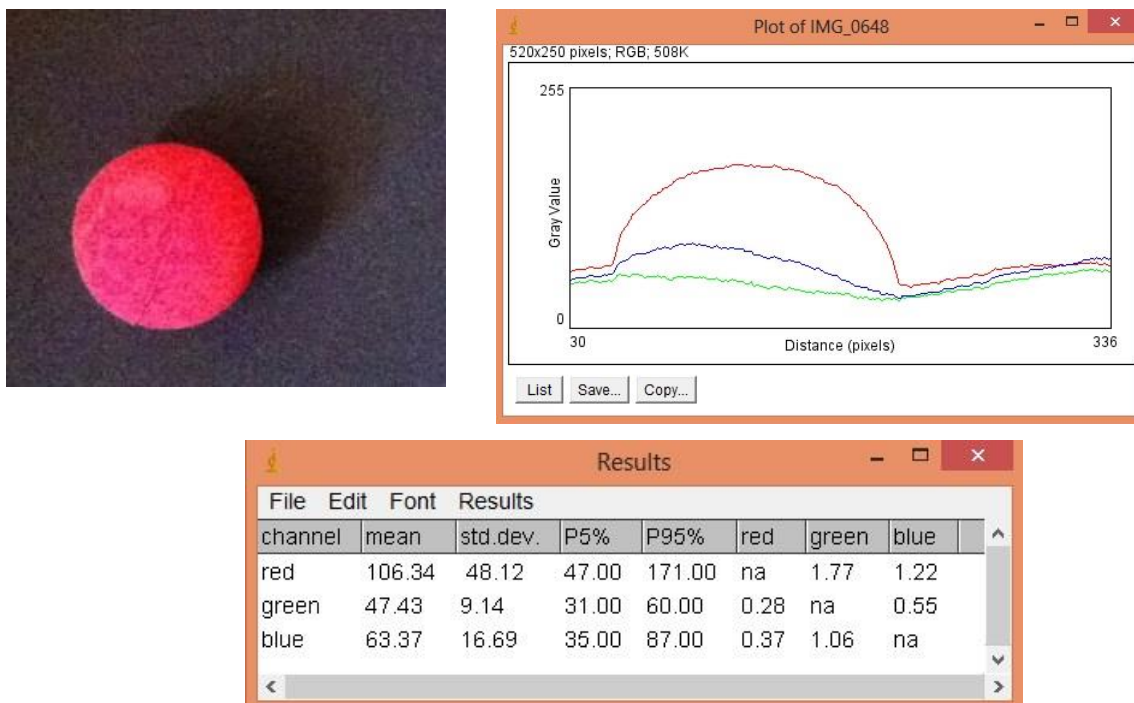 Plot of IMG_0648
520x250 pixels; RGB; 508K
255
Gray Value
0
30 Distance (pixels) 336
List Save... Copy...
Results
File Edit Font Results
channel mean std.dev. P5% P95% red green blue
red 106.34 48.12 47.00 171.00 na 1.77 1.22
green 47.43 9.14 31.00 60.00 0.28 na 0.55
blue 63.37 16.69 35.00 87.00 0.37 1.06 na